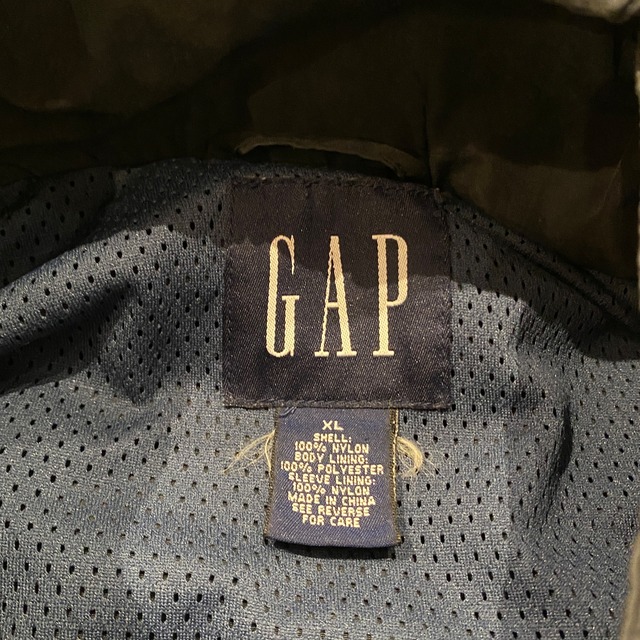 GAP
XL
SHELL:
100% NYLON
BODY LINING:
100% POLYESTER
SLEEVE LINING:
100% NYLON
MADE IN CHINA
SEE REVERSE
FOR CARE